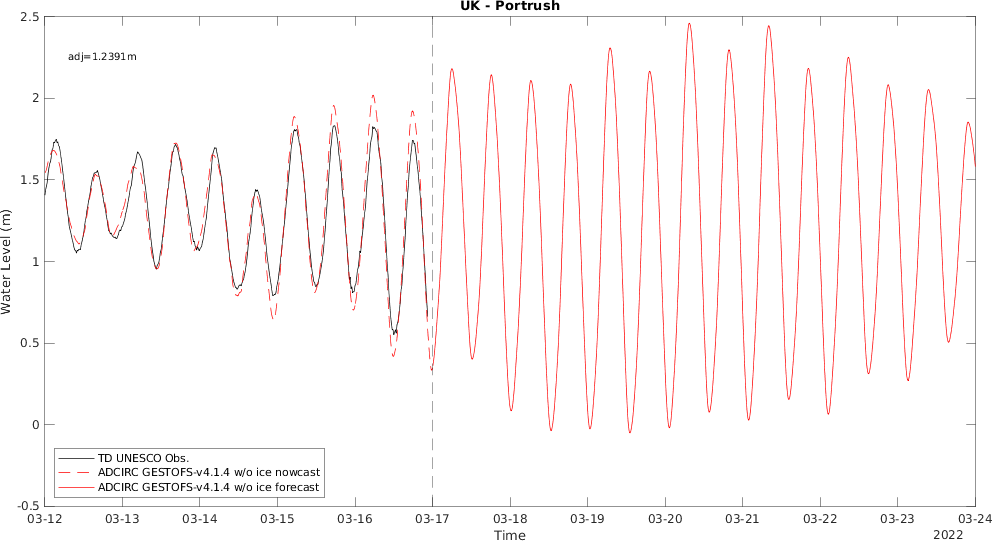 UK - Portrush
adj=1.2391m
2.5
2
1.5
1
0.5
0
-0.5
Water Level (m)
TD UNESCO Obs.
ADCIRC GESTOFS-v4.1.4 w/o ice nowcast
ADCIRC GESTOFS-v4.1.4 w/o ice forecast
03-12 03-13 03-14 03-15 03-16 03-17 03-18 03-19 03-20 03-21 03-22 03-23 03-24
Time
2022